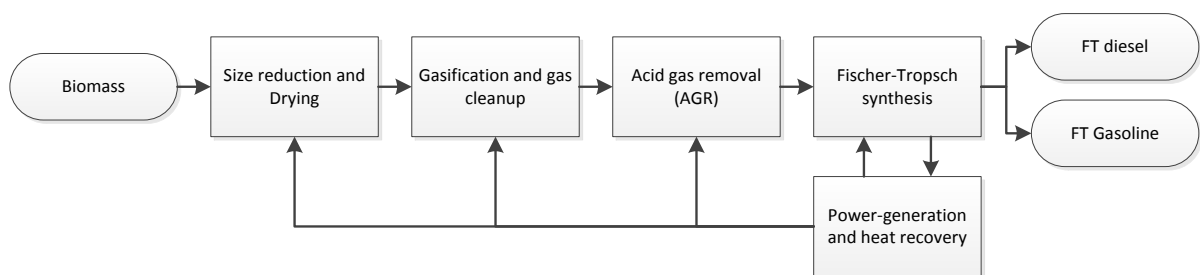 Biomass
Size reduction and
Drying
Gasification and gas
cleanup
Acid gas removal
(AGR)
Fischer-Tropsch
synthesis
FT diesel
FT Gasoline
Power-generation
and heat recovery